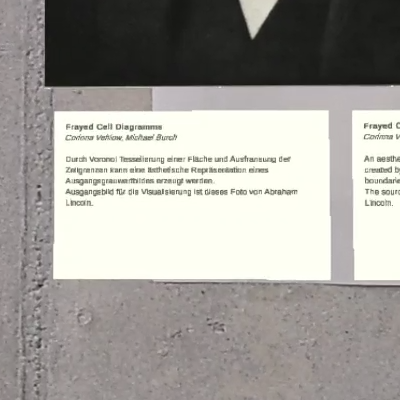 Frayed Cell Diagramms
Corinna Vehlow, Michael Burch
Durch Voronoi Tesselierung einer Fläche und Ausfransung der
Zellgrenzen kann eine ästhetische Repräsentation eines
Ausgangsgrauwertbildes erzeugt werden.
Ausgangsbild für die Visualisierung ist dieses Foto von Abraham
Lincoln.
Frayed C
Corinna V
An aesthe
created by
boundarie
The sourc
Lincoln.